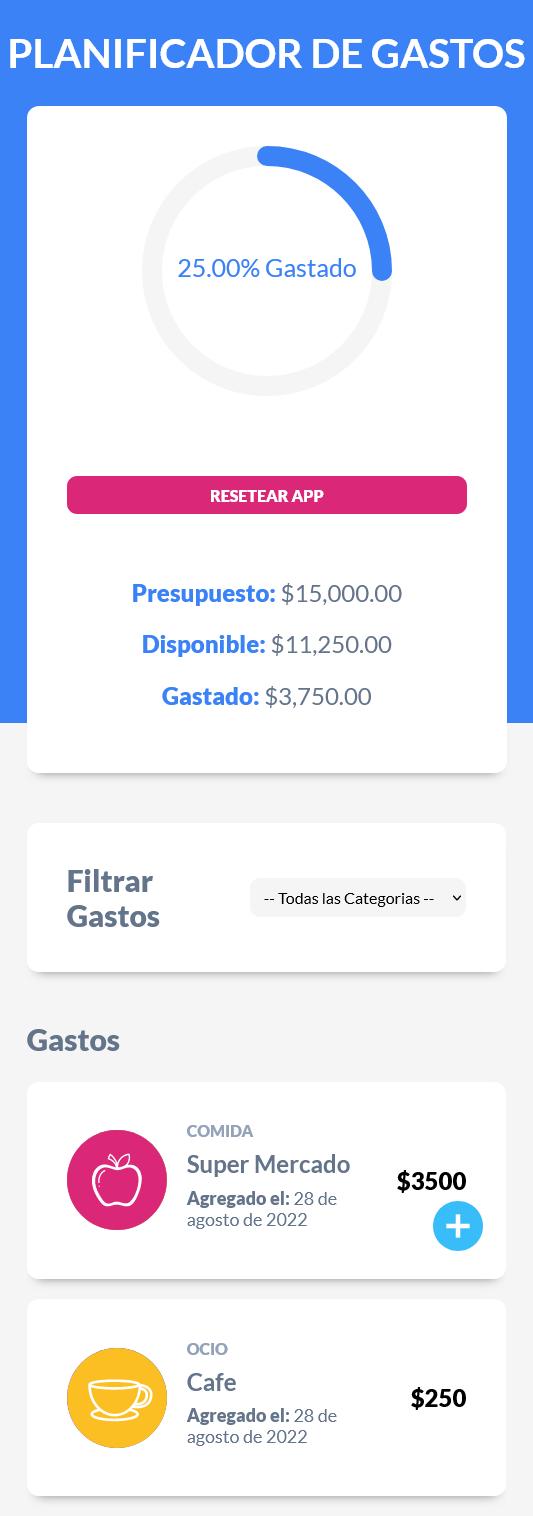 PLANIFICADOR DE GASTOS
25.00% Gastado
RESETEAR APP
Presupuesto: $15,000.00
Disponible: $11,250.00
Gastado: $3,750.00
Filtrar
Gastos
-- Todas las Categorias --
Gastos
COMIDA
Super Mercado
Agregado el: 28 de
agosto de 2022
$3500
OCIO
Cafe
Agregado el: 28 de
agosto de 2022
$250